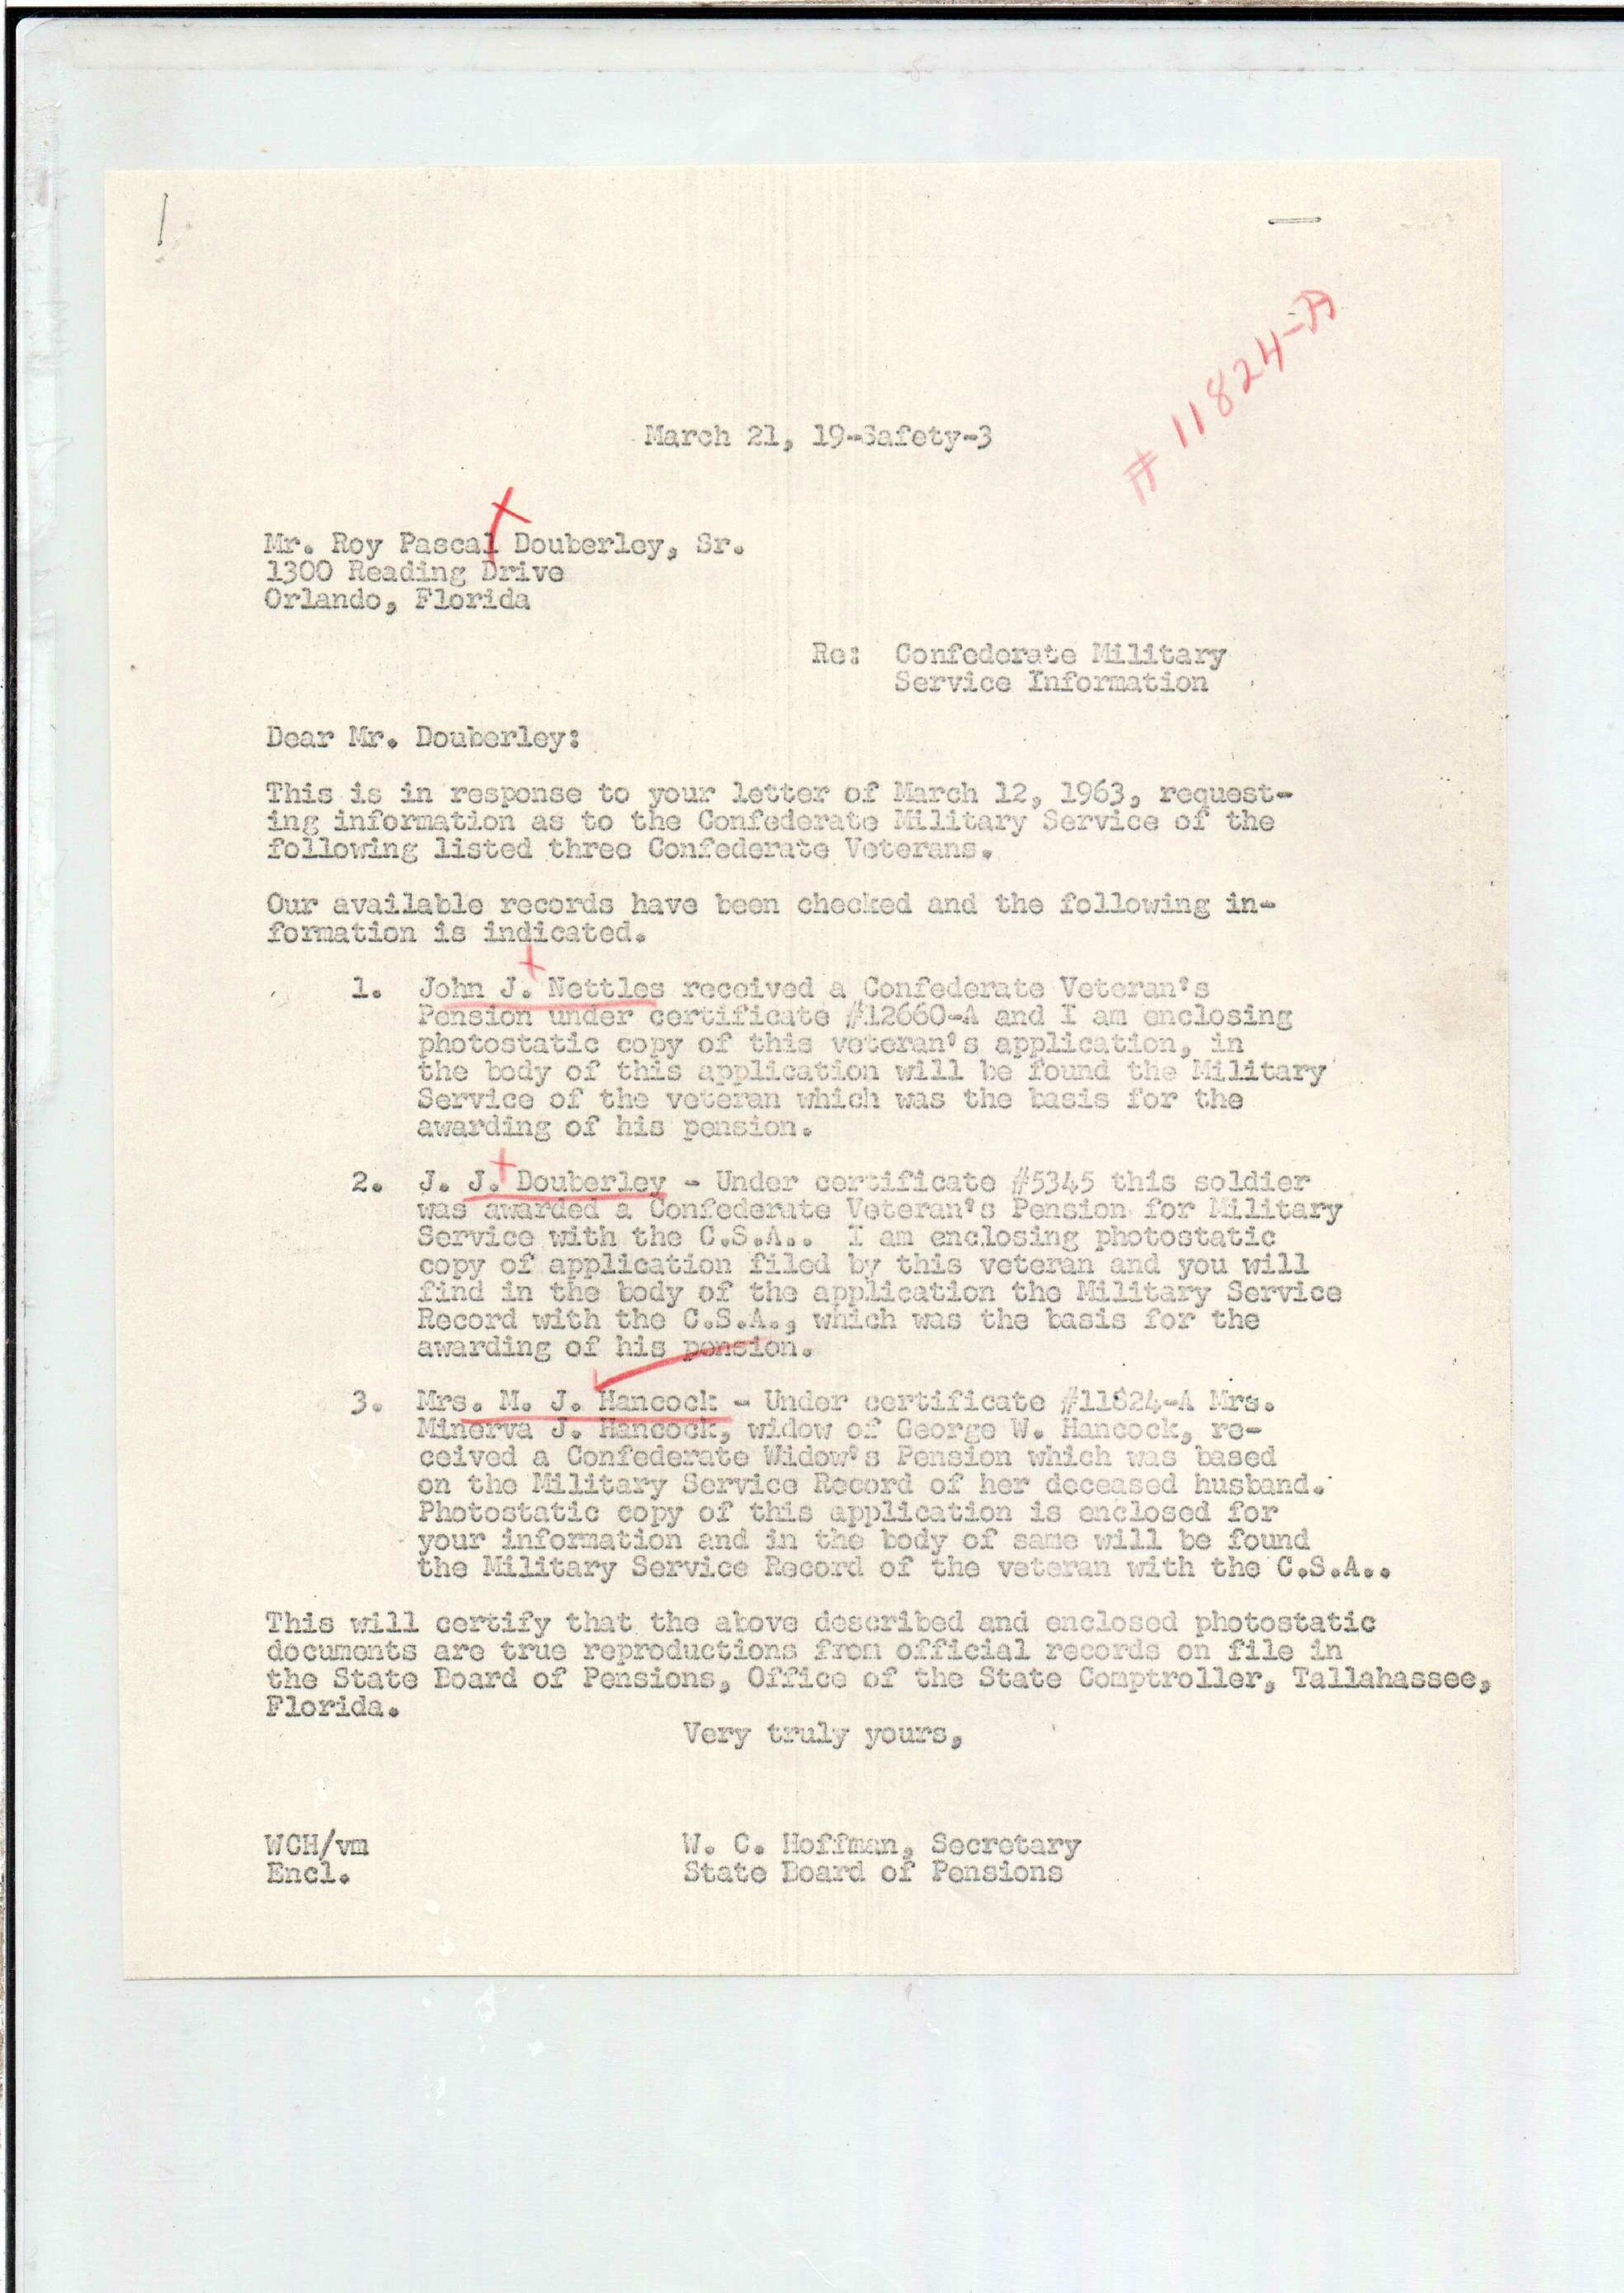 # 11824-A
March 21, 19-Safety-3
Mr. Roy Pascal Douberley, Sr.
1300 Reading Drive
Orlando, Florida
Re: Confederate Military
Service Information
Dear Mr. Douberley:
This is in response to your letter of March 12, 1963, request-
ing information as to the Confederate Military Service of the
following listed three Confederate Veterans.
Our available records have been checked and the following in-
formation is indicated.
1. John J. Nettles received a Confederate Veteran's
Pension under certificate #12660-A and I am enclosing
photostatic copy of this veteran's application, in
the body of this application will be found the Military
Service of the veteran which was the basis for the
awarding of his pension.
2. J. J. Douberley - Under certificate #5345 this soldier
was awarded a Confederate Veteran's Pension for Military
Service with the C.S.A.. I am enclosing photostatic
copy of application filed by this veteran and you will
find in the body of the application the Military Service
Record with the C.S.A., which was the basis for the
awarding of his pension.
3. Mrs. M. J. Hancock - Under certificate #11824-A Mrs.
Minerva J. Hancock, widow of George W. Hancock, re-
ceived a Confederate Widow's Pension which was based
on the Military Service Record of her deceased husband.
Photostatic copy of this application is enclosed for
your information and in the body of same will be found
the Military Service Record of the veteran with the C.S.A..
This will certify that the above described and enclosed photostatic
documents are true reproductions from official records on file in
the State Board of Pensions, Office of the State Comptroller, Tallahassee,
Florida.
Very truly yours,
WCH/vm
Encl.
W. C. Hoffman, Secretary
State Board of Pensions